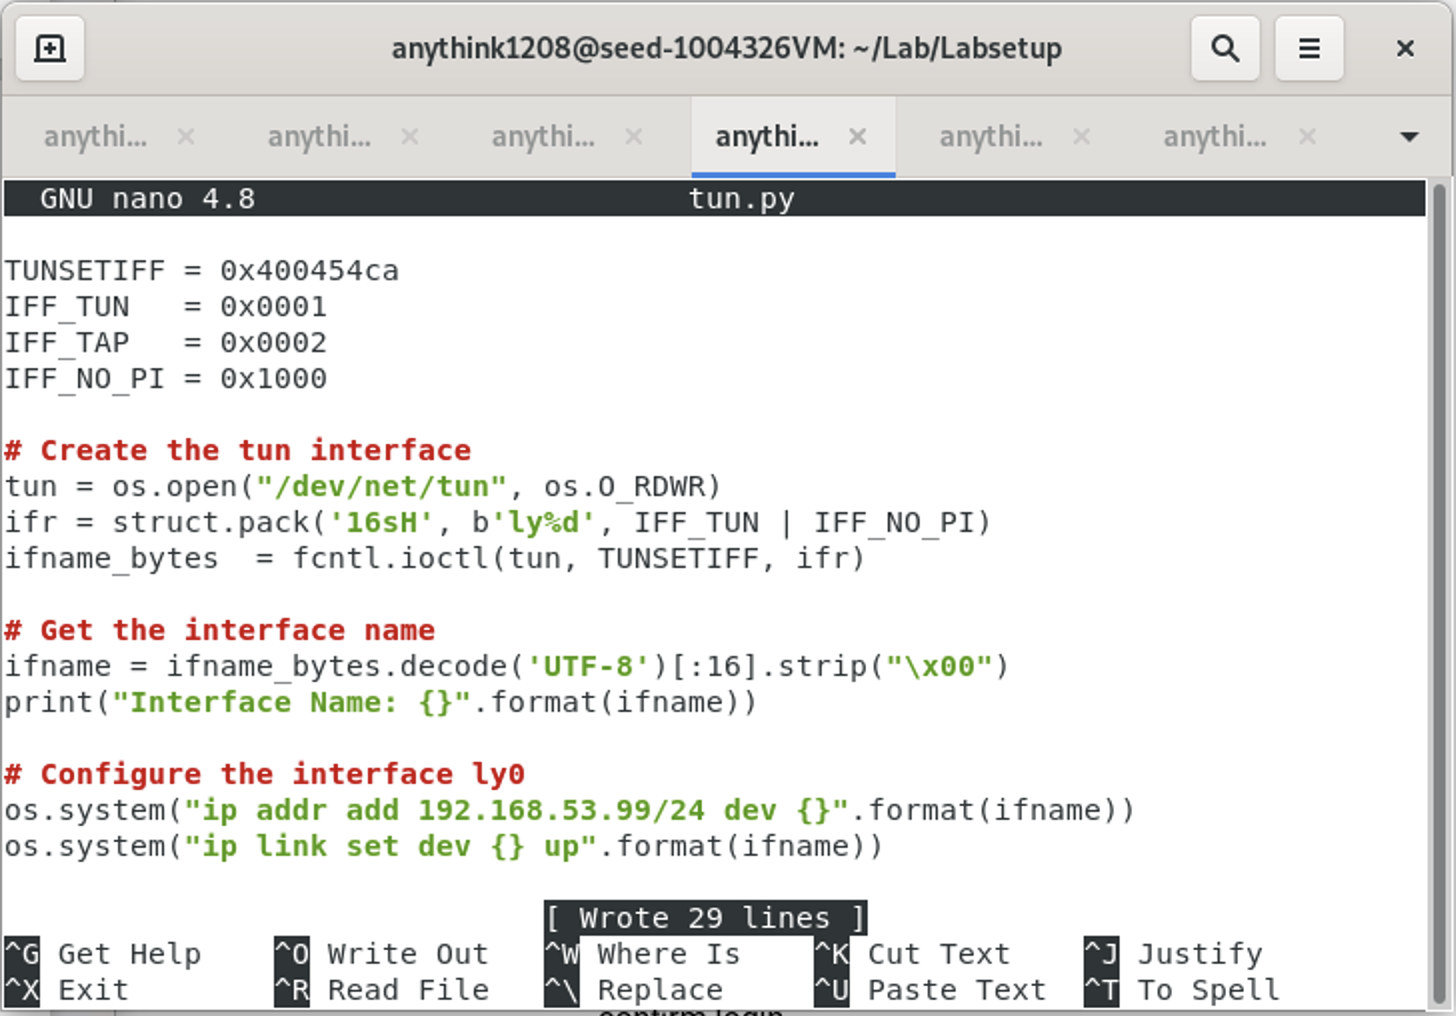 anythink1208@seed-1004326VM: ~/Lab/Labsetup
anythi... anythi... anythi... anythi... anythi... anythi...
GNU nano 4.8 tun.py
TUNSETIFF = 0x400454ca
IFF_TUN   = 0x0001
IFF_TAP   = 0x0002
IFF_NO_PI = 0x1000
# Create the tun interface
tun = os.open("/dev/net/tun", os.O_RDWR)
ifr = struct.pack('16sH', b'ly%d', IFF_TUN | IFF_NO_PI)
ifname_bytes  = fcntl.ioctl(tun, TUNSETIFF, ifr)
# Get the interface name
ifname = ifname_bytes.decode('UTF-8')[:16].strip("\x00")
print("Interface Name: {}".format(ifname))
# Configure the interface ly0
os.system("ip addr add 192.168.53.99/24 dev {}".format(ifname))
os.system("ip link set dev {} up".format(ifname))
[ Wrote 29 lines ]
^G Get Help ^O Write Out ^W Where Is ^K Cut Text ^J Justify
^X Exit ^R Read File ^\ Replace ^U Paste Text ^T To Spell